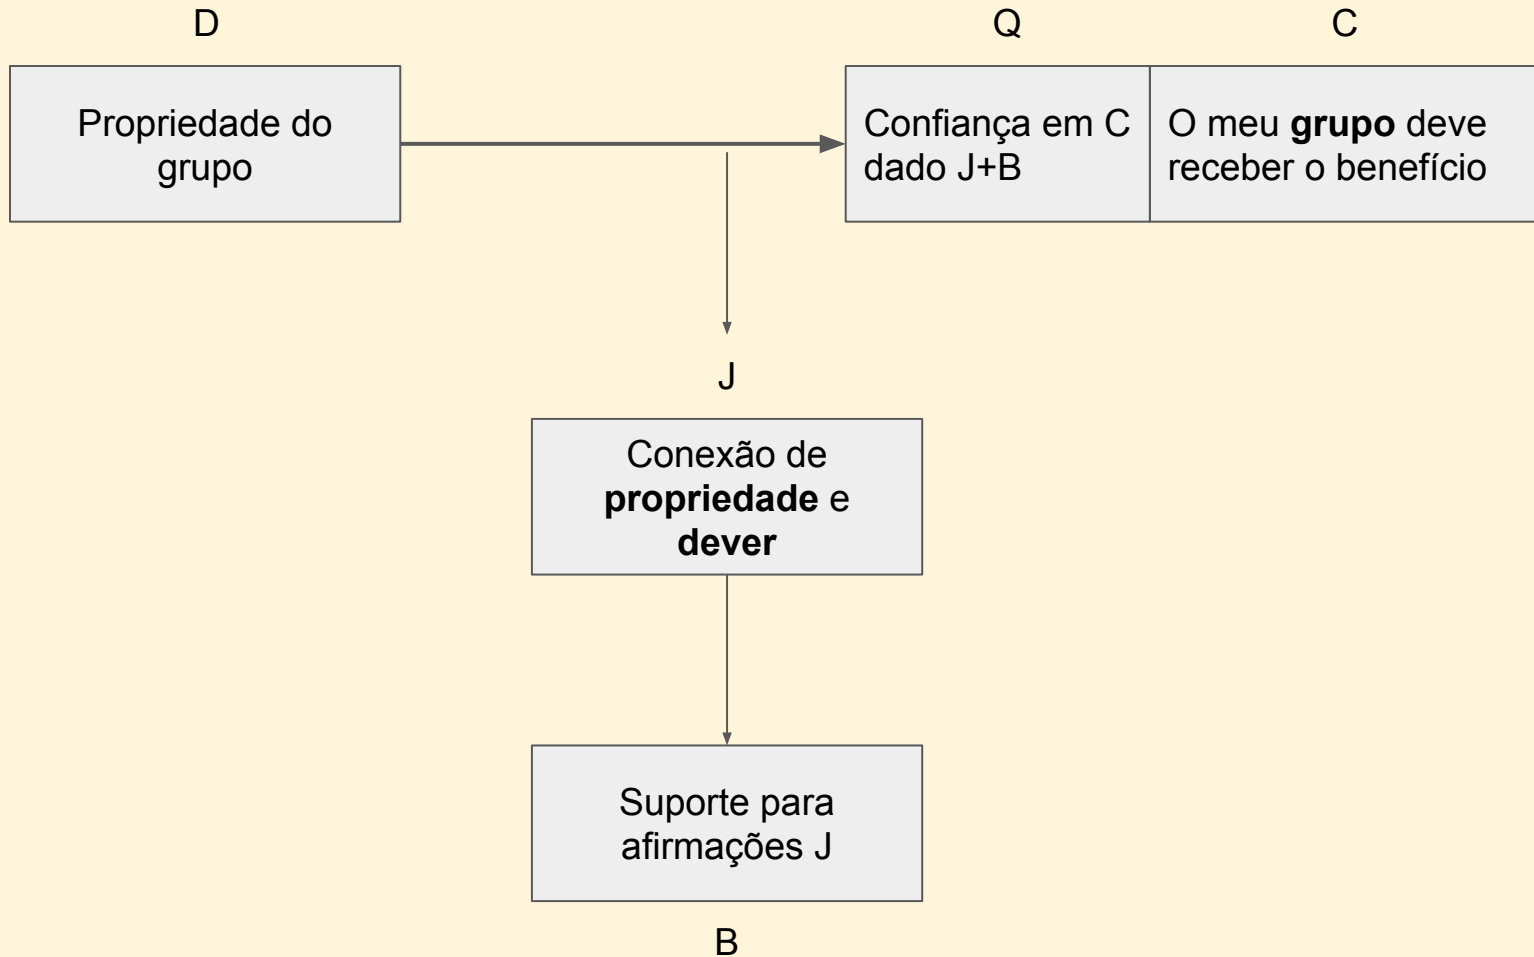 D
Q
C
Propriedade do
grupo
Confiança em C
dado J+B
O meu grupo deve
receber o benefício
J
Conexão de
propriedade e
dever
Suporte para
afirmações J
B